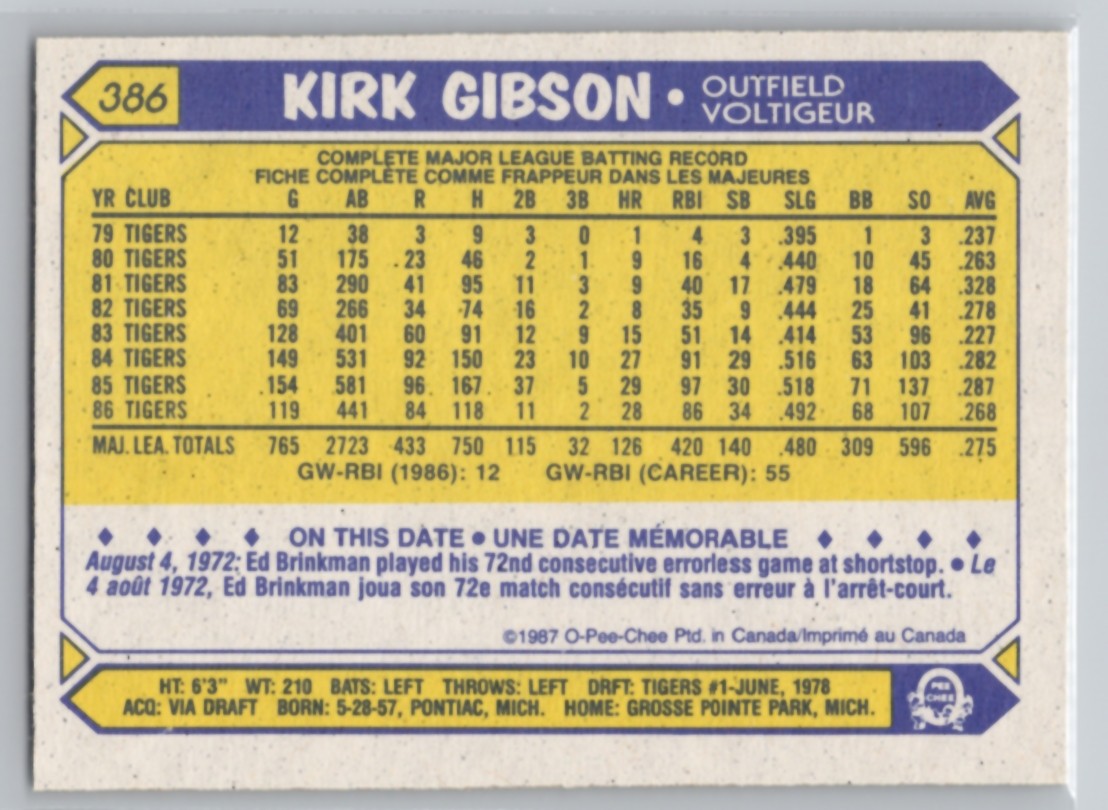 386 KIRK GIBSON • OUTFIELD
VOLTIGEUR
COMPLETE MAJOR LEAGUE BATTING RECORD
FICHE COMPLÈTE COMME FRAPPEUR DANS LES MAJEURES
YR CLUB G AB R H 2B 3B HR RBI SB SLG BB SO AVG
79 TIGERS 12 38 3 9 3 0 1 4 3 .395 1 3 .237
80 TIGERS 51 175 23 46 2 1 9 16 4 .440 10 45 .263
81 TIGERS 83 290 41 95 11 3 9 40 17 .479 18 64 .328
82 TIGERS 69 266 34 74 16 2 8 35 9 .444 25 41 .278
83 TIGERS 128 401 60 91 12 9 15 51 14 .414 53 96 .227
84 TIGERS 149 531 92 150 23 10 27 91 29 .516 63 103 .282
85 TIGERS 154 581 96 167 37 5 29 97 30 .518 71 137 .287
86 TIGERS 119 441 84 118 11 2 28 86 34 .492 68 107 .268
MAJ. LEA. TOTALS 765 2723 433 750 115 32 126 420 140 .480 309 596 .275
GW-RBI (1986): 12 GW-RBI (CAREER): 55
♦ ♦ ♦ ♦ ON THIS DATE • UNE DATE MÉMORABLE ♦ ♦ ♦ ♦
August 4, 1972: Ed Brinkman played his 72nd consecutive errorless game at shortstop. • Le
4 août 1972, Ed Brinkman joua son 72e match consécutif sans erreur à l'arrêt-court.
©1987 O-Pee-Chee Ptd. in Canada/Imprimé au Canada
HT: 6'3" WT: 210 BATS: LEFT THROWS: LEFT DRFT: TIGERS #1-JUNE, 1978
ACQ: VIA DRAFT BORN: 5-28-57, PONTIAC, MICH. HOME: GROSSE POINTE PARK, MICH.
PEE
CHEE